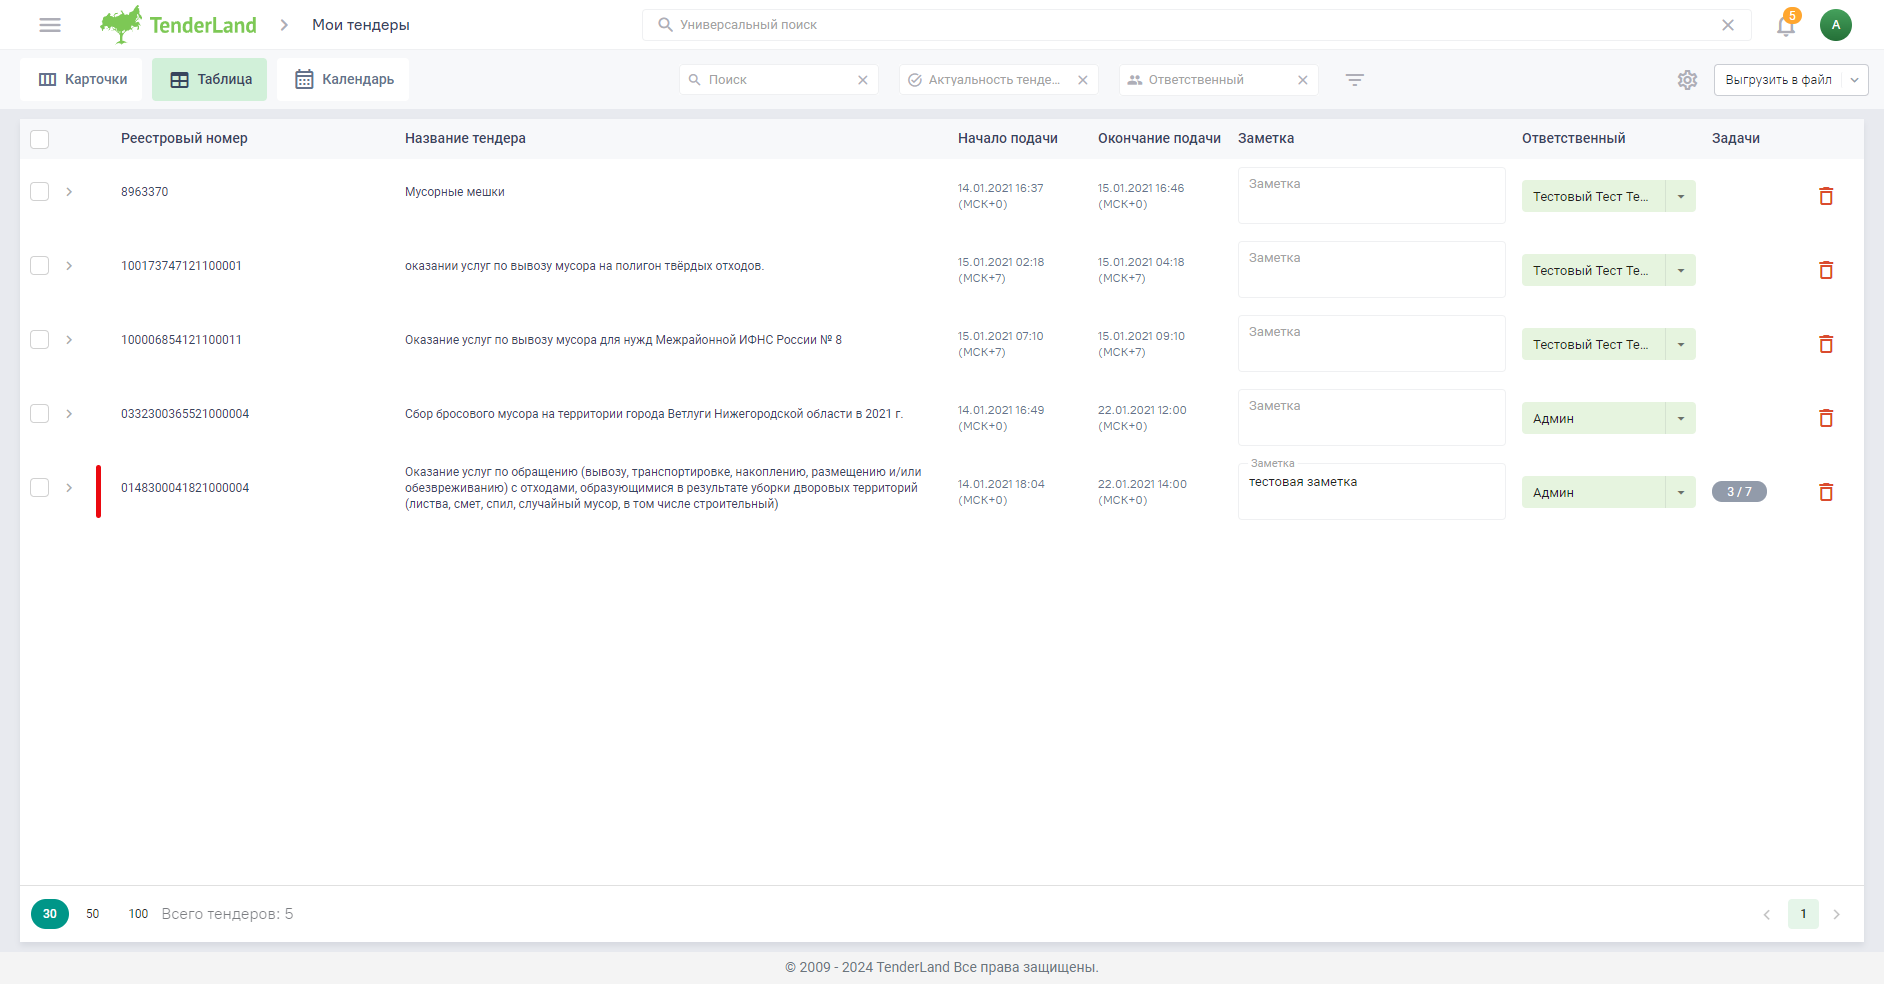 TenderLand
Мои тендеры
Универсальный поиск
5
A
Карточки
Таблица
Календарь
Поиск
Актуальность тенде...
Ответственный
Выгрузить в файл
Реестровый номер
Название тендера
Начало подачи
Окончание подачи
Заметка
Ответственный
Задачи
8963370
Мусорные мешки
14.01.2021 16:37
(МСК+0)
15.01.2021 16:46
(МСК+0)
Заметка
Тестовый Тест Те...
100173747121100001
оказании услуг по вывозу мусора на полигон твёрдых отходов.
15.01.2021 02:18
(МСК+7)
15.01.2021 04:18
(МСК+7)
Заметка
Тестовый Тест Те...
100006854121100011
Оказание услуг по вывозу мусора для нужд Межрайонной ИФНС России № 8
15.01.2021 07:10
(МСК+7)
15.01.2021 09:10
(МСК+7)
Заметка
Тестовый Тест Те...
0332300365521000004
Сбор бросового мусора на территории города Ветлуги Нижегородской области в 2021 г.
14.01.2021 16:49
(МСК+0)
22.01.2021 12:00
(МСК+0)
Заметка
Админ
0148300041821000004
Оказание услуг по обращению (вывозу, транспортировке, накоплению, размещению и/или
обезвреживанию) с отходами, образующимися в результате уборки дворовых территорий
(листва, смет, спил, случайный мусор, в том числе строительный)
14.01.2021 18:04
(МСК+0)
22.01.2021 14:00
(МСК+0)
Заметка
тестовая заметка
Админ
3 / 7
30
50
100
Всего тендеров: 5
1
© 2009 - 2024 TenderLand Все права защищены.